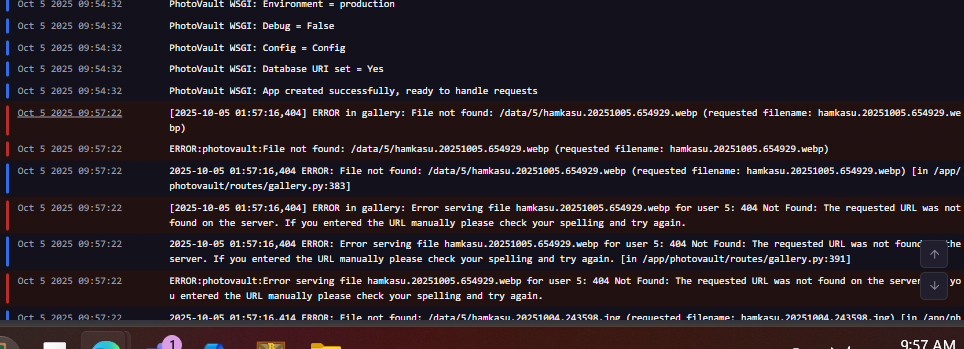 Oct 5 2025 09:54:32 PhotoVault WSGI: Environment = production
Oct 5 2025 09:54:32 PhotoVault WSGI: Debug = False
Oct 5 2025 09:54:32 PhotoVault WSGI: Config = Config
Oct 5 2025 09:54:32 PhotoVault WSGI: Database URI set = Yes
Oct 5 2025 09:54:32 PhotoVault WSGI: App created successfully, ready to handle requests
Oct 5 2025 09:57:22 [2025-10-05 01:57:16,404] ERROR in gallery: File not found: /data/5/hamkasu.20251005.654929.webp (requested filename: hamkasu.20251005.654929.we
bp)
Oct 5 2025 09:57:22 ERROR:photovault:File not found: /data/5/hamkasu.20251005.654929.webp (requested filename: hamkasu.20251005.654929.webp)
Oct 5 2025 09:57:22 2025-10-05 01:57:16,404 ERROR: File not found: /data/5/hamkasu.20251005.654929.webp (requested filename: hamkasu.20251005.654929.webp) [in /app/
photovault/routes/gallery.py:383]
Oct 5 2025 09:57:22 [2025-10-05 01:57:16,404] ERROR in gallery: Error serving file hamkasu.20251005.654929.webp for user 5: 404 Not Found: The requested URL was not
found on the server. If you entered the URL manually please check your spelling and try again.
Oct 5 2025 09:57:22 2025-10-05 01:57:16,404 ERROR: Error serving file hamkasu.20251005.654929.webp for user 5: 404 Not Found: The requested URL was not found the
server. If you entered the URL manually please check your spelling and try again. [in /app/photovault/routes/gallery.py:391]
Oct 5 2025 09:57:22 ERROR:photovault:Error serving file hamkasu.20251005.654929.webp for user 5: 404 Not Found: The requested URL was not found on the server yo
u entered the URL manually please check your spelling and try again.
Oct 5 2025 09:57:22 2025-10-05 01:57:16,414 ERROR: File not found: /data/5/hamkasu.20251004.243598.jpg (requested filename: hamkasu.20251004.243598.jpg) [in /app/ph
1
9:57 AM